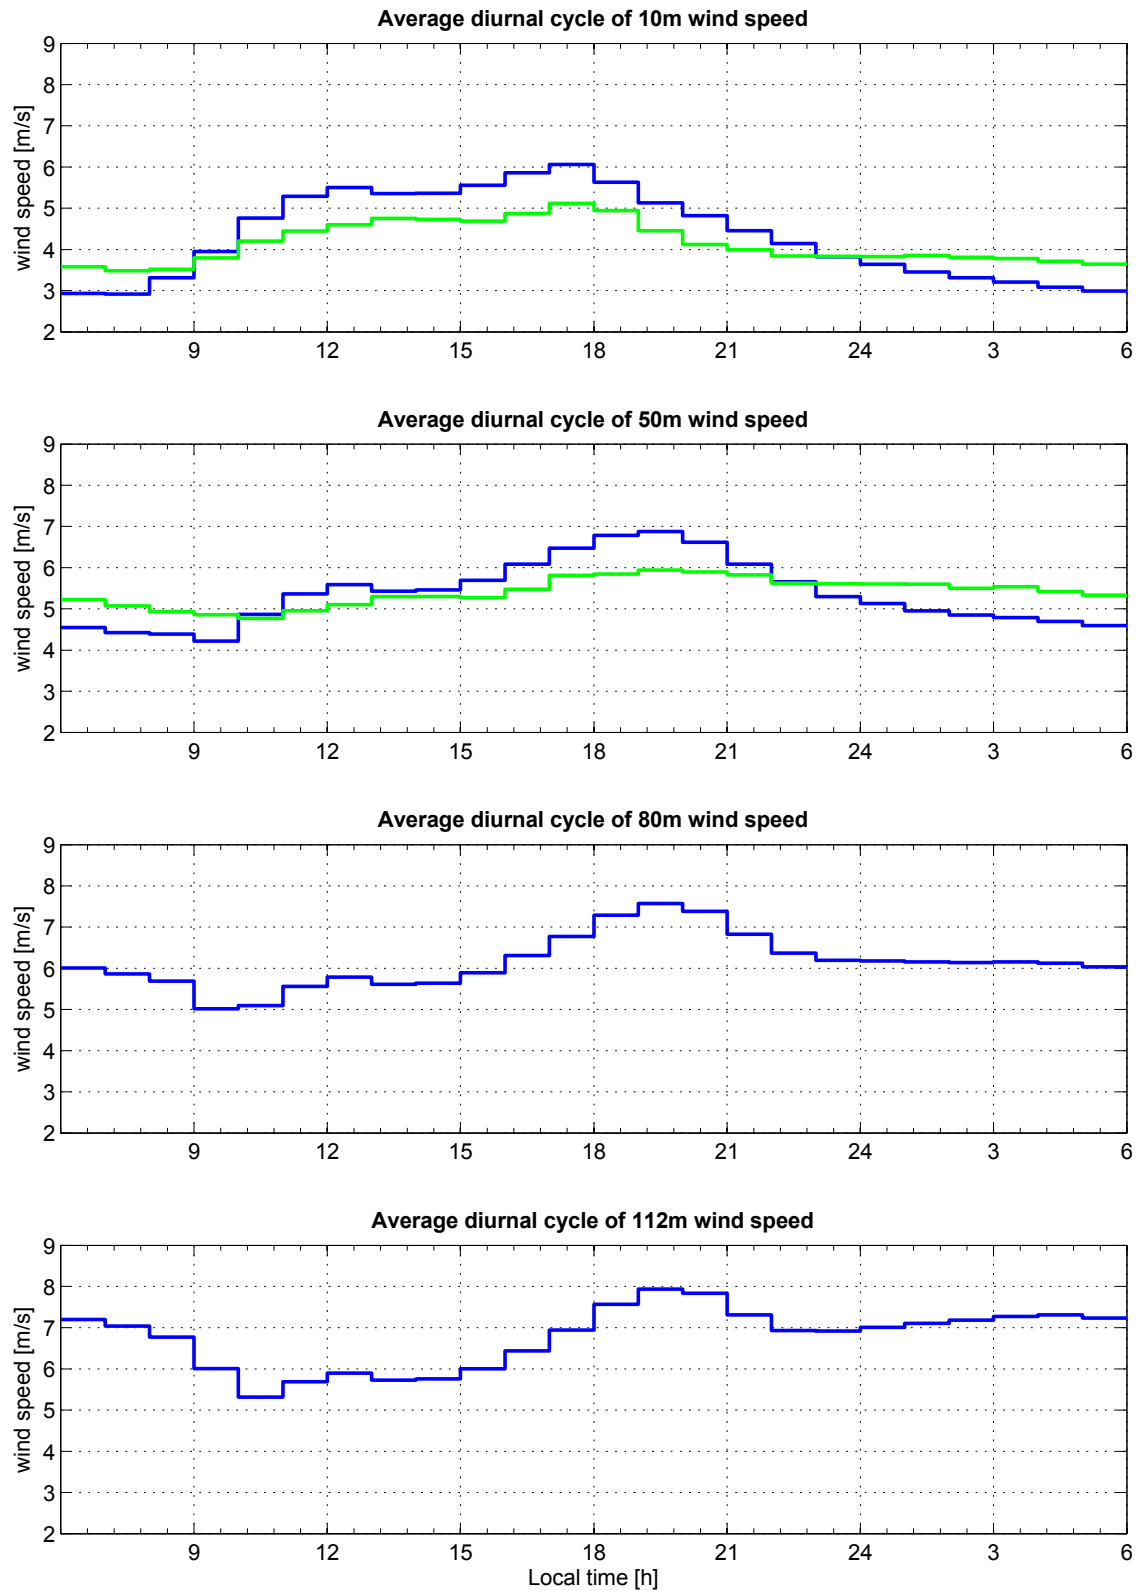 Average diurnal cycle of 10m wind speed
wind speed [m/s]
9
8
7
6
5
4
3
2
9 12 15 18 21 24 3 6
Average diurnal cycle of 50m wind speed
wind speed [m/s]
9
8
7
6
5
4
3
2
9 12 15 18 21 24 3 6
Average diurnal cycle of 80m wind speed
wind speed [m/s]
9
8
7
6
5
4
3
2
9 12 15 18 21 24 3 6
Average diurnal cycle of 112m wind speed
wind speed [m/s]
9
8
7
6
5
4
3
2
9 12 15 18 21 24 3 6
Local time [h]